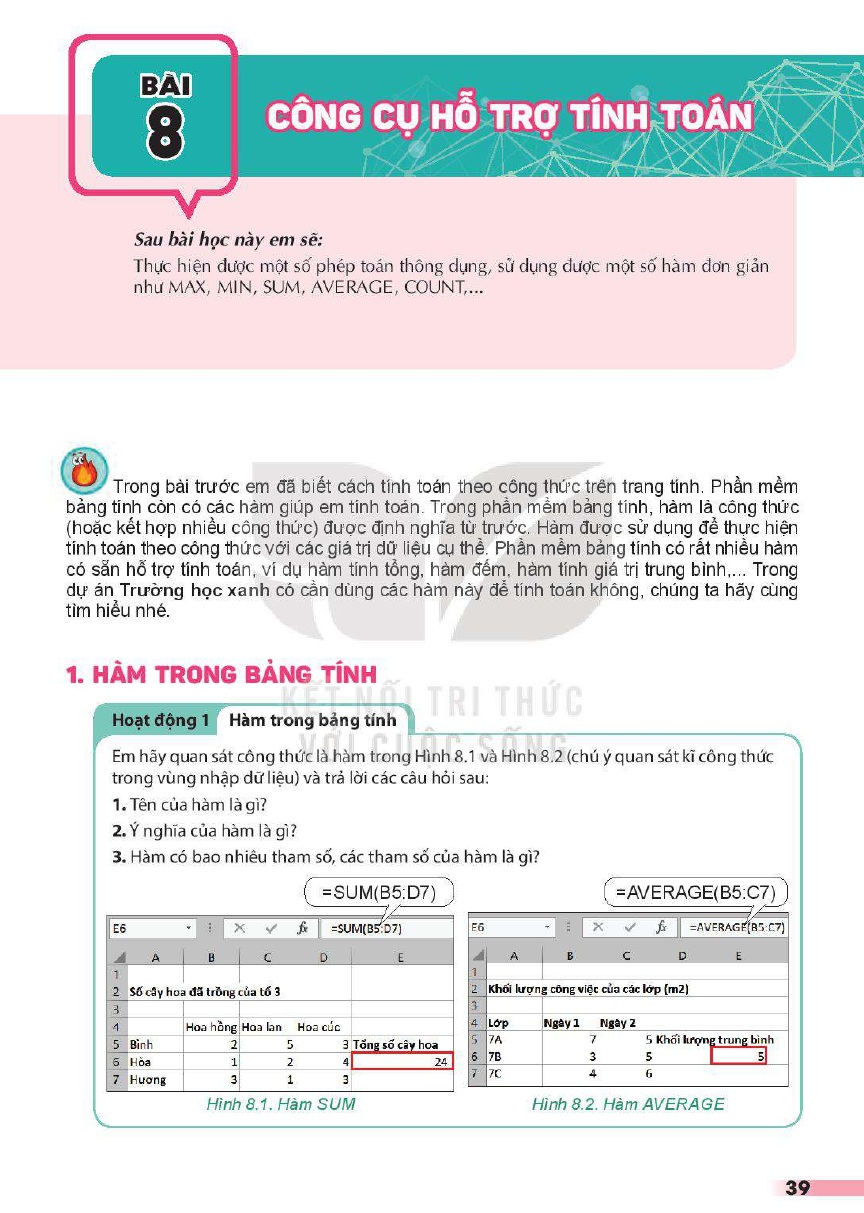 BÀI
8
CÔNG CỤ HỖ TRỢ TÍNH TOÁN
Sau bài học này em sẽ:
Thực hiện được một số phép toán thông dụng, sử dụng được một số hàm đơn giản
như MAX, MIN, SUM, AVERAGE, COUNT,...
Trong bài trước em đã biết cách tính toán theo công thức trên trang tính. Phần mềm
bảng tính còn có các hàm giúp em tính toán. Trong phần mềm bảng tính, hàm là công thức
(hoặc kết hợp nhiều công thức) được định nghĩa từ trước. Hàm được sử dụng để thực hiện
tính toán theo công thức với các giá trị dữ liệu cụ thể. Phần mềm bảng tính có rất nhiều hàm
có sẵn hỗ trợ tính toán, ví dụ hàm tính tổng, hàm đếm, hàm tính giá trị trung bình,... Trong
dự án Trường học xanh có cần dùng các hàm này để tính toán không, chúng ta hãy cùng
tìm hiểu nhé.
1. HÀM TRONG BẢNG TÍNH
KẾT NỐI TRI THỨC
VỚI CUỘC SỐNG
Hoạt động 1 Hàm trong bảng tính
Em hãy quan sát công thức là hàm trong Hình 8.1 và Hình 8.2 (chú ý quan sát kĩ công thức
trong vùng nhập dữ liệu) và trả lời các câu hỏi sau:
1. Tên của hàm là gì?
2. Ý nghĩa của hàm là gì?
3. Hàm có bao nhiêu tham số, các tham số của hàm là gì?
=SUM(B5:D7)
E6 fx =SUM(B5:D7)
A B C D E
1
2 Số cây hoa đã trồng của tổ 3
3
4 Hoa hồng Hoa lan Hoa cúc
5 Bình 2 5 3 Tổng số cây hoa
6 Hòa 1 2 4 24
7 Hương 3 1 3
Hình 8.1. Hàm SUM
=AVERAGE(B5:C7)
E6 fx =AVERAGE(B5:C7)
A B C D E
1
2 Khối lượng công việc của các lớp (m2)
3
4 Lớp Ngày 1 Ngày 2
5 7A 7 5 Khối lượng trung bình
6 7B 3 5 5
7 7C 4 6
Hình 8.2. Hàm AVERAGE
39